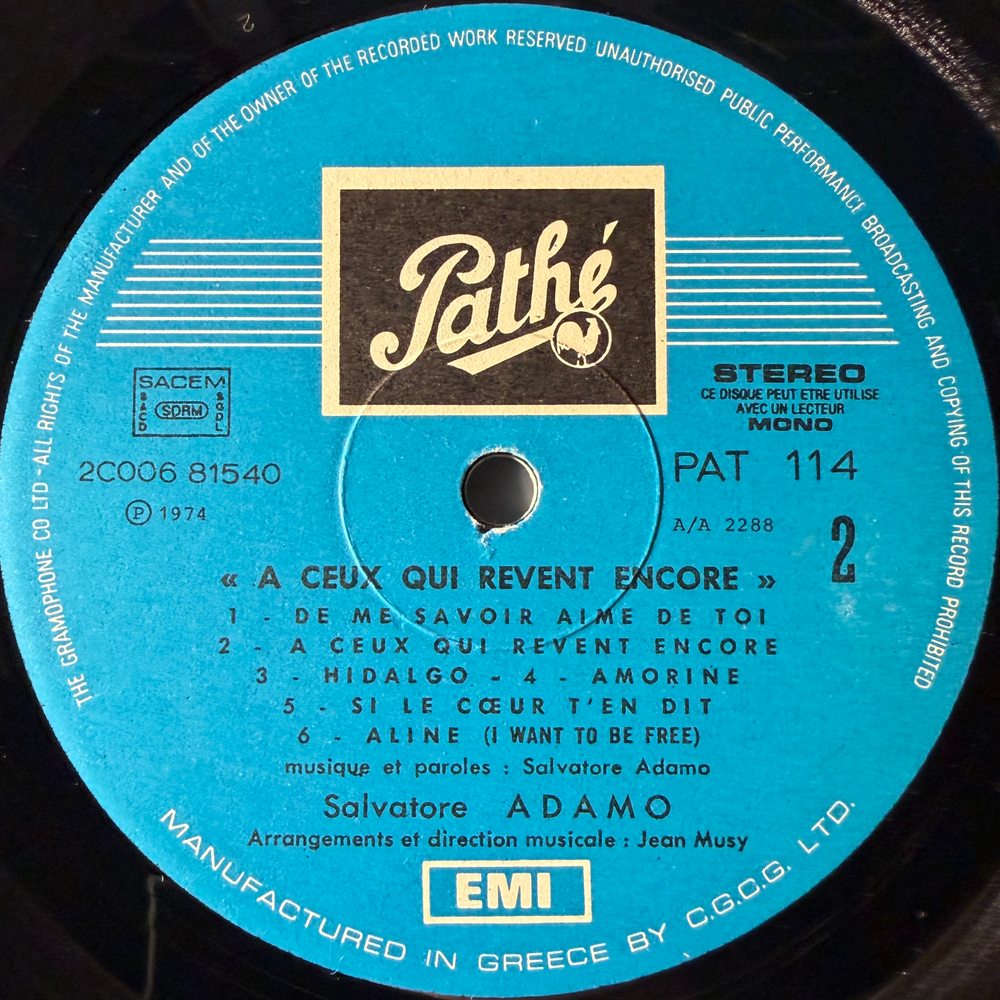 THE GRAMOPHONE CO LTD - ALL RIGHTS OF THE MANUFACTURER AND OF THE OWNER OF THE RECORDED WORK RESERVED UNAUTHORISED PUBLIC PERFORMANCE BROADCASTING AND COPYING OF THIS RECORD PROHIBITED
Pathé
SACEM
SACD
SDRM
SGDL
STEREO
CE DISQUE PEUT ETRE UTILISE
AVEC UN LECTEUR
MONO
2C006 81540
PAT 114
Ⓟ 1974
A/A 2288
2
« A CEUX QUI REVENT ENCORE »
1 - DE ME SAVOIR AIME DE TOI
2 - A CEUX QUI REVENT ENCORE
3 - HIDALGO - 4 - AMORINE
5 - SI LE CŒUR T'EN DIT
6 - ALINE (I WANT TO BE FREE)
musique et paroles : Salvatore Adamo
Salvatore ADAMO
Arrangements et direction musicale : Jean Musy
EMI
MANUFACTURED IN GREECE BY C.G.C.G. LTD.